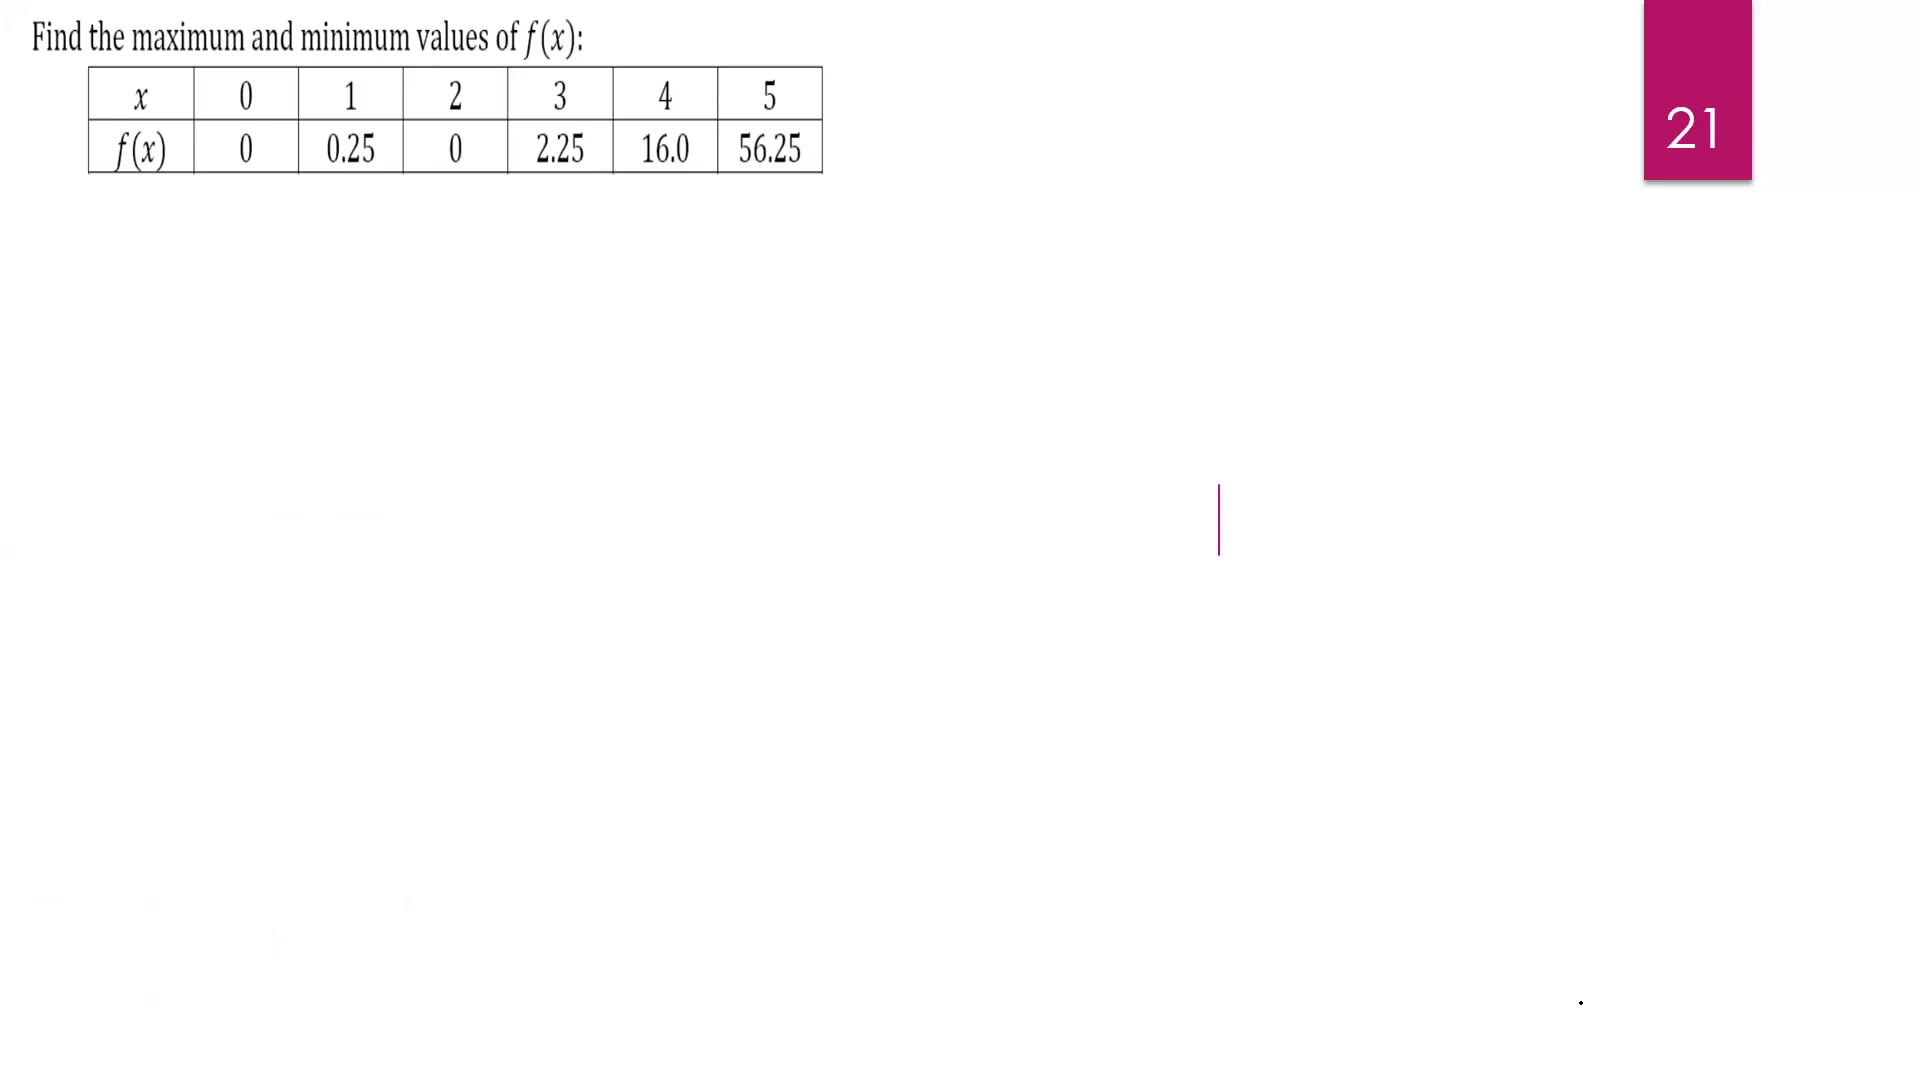 Find the maximum and minimum values of f(x):
x 0 1 2 3 4 5
f(x) 0 0.25 0 2.25 16.0 56.25
21